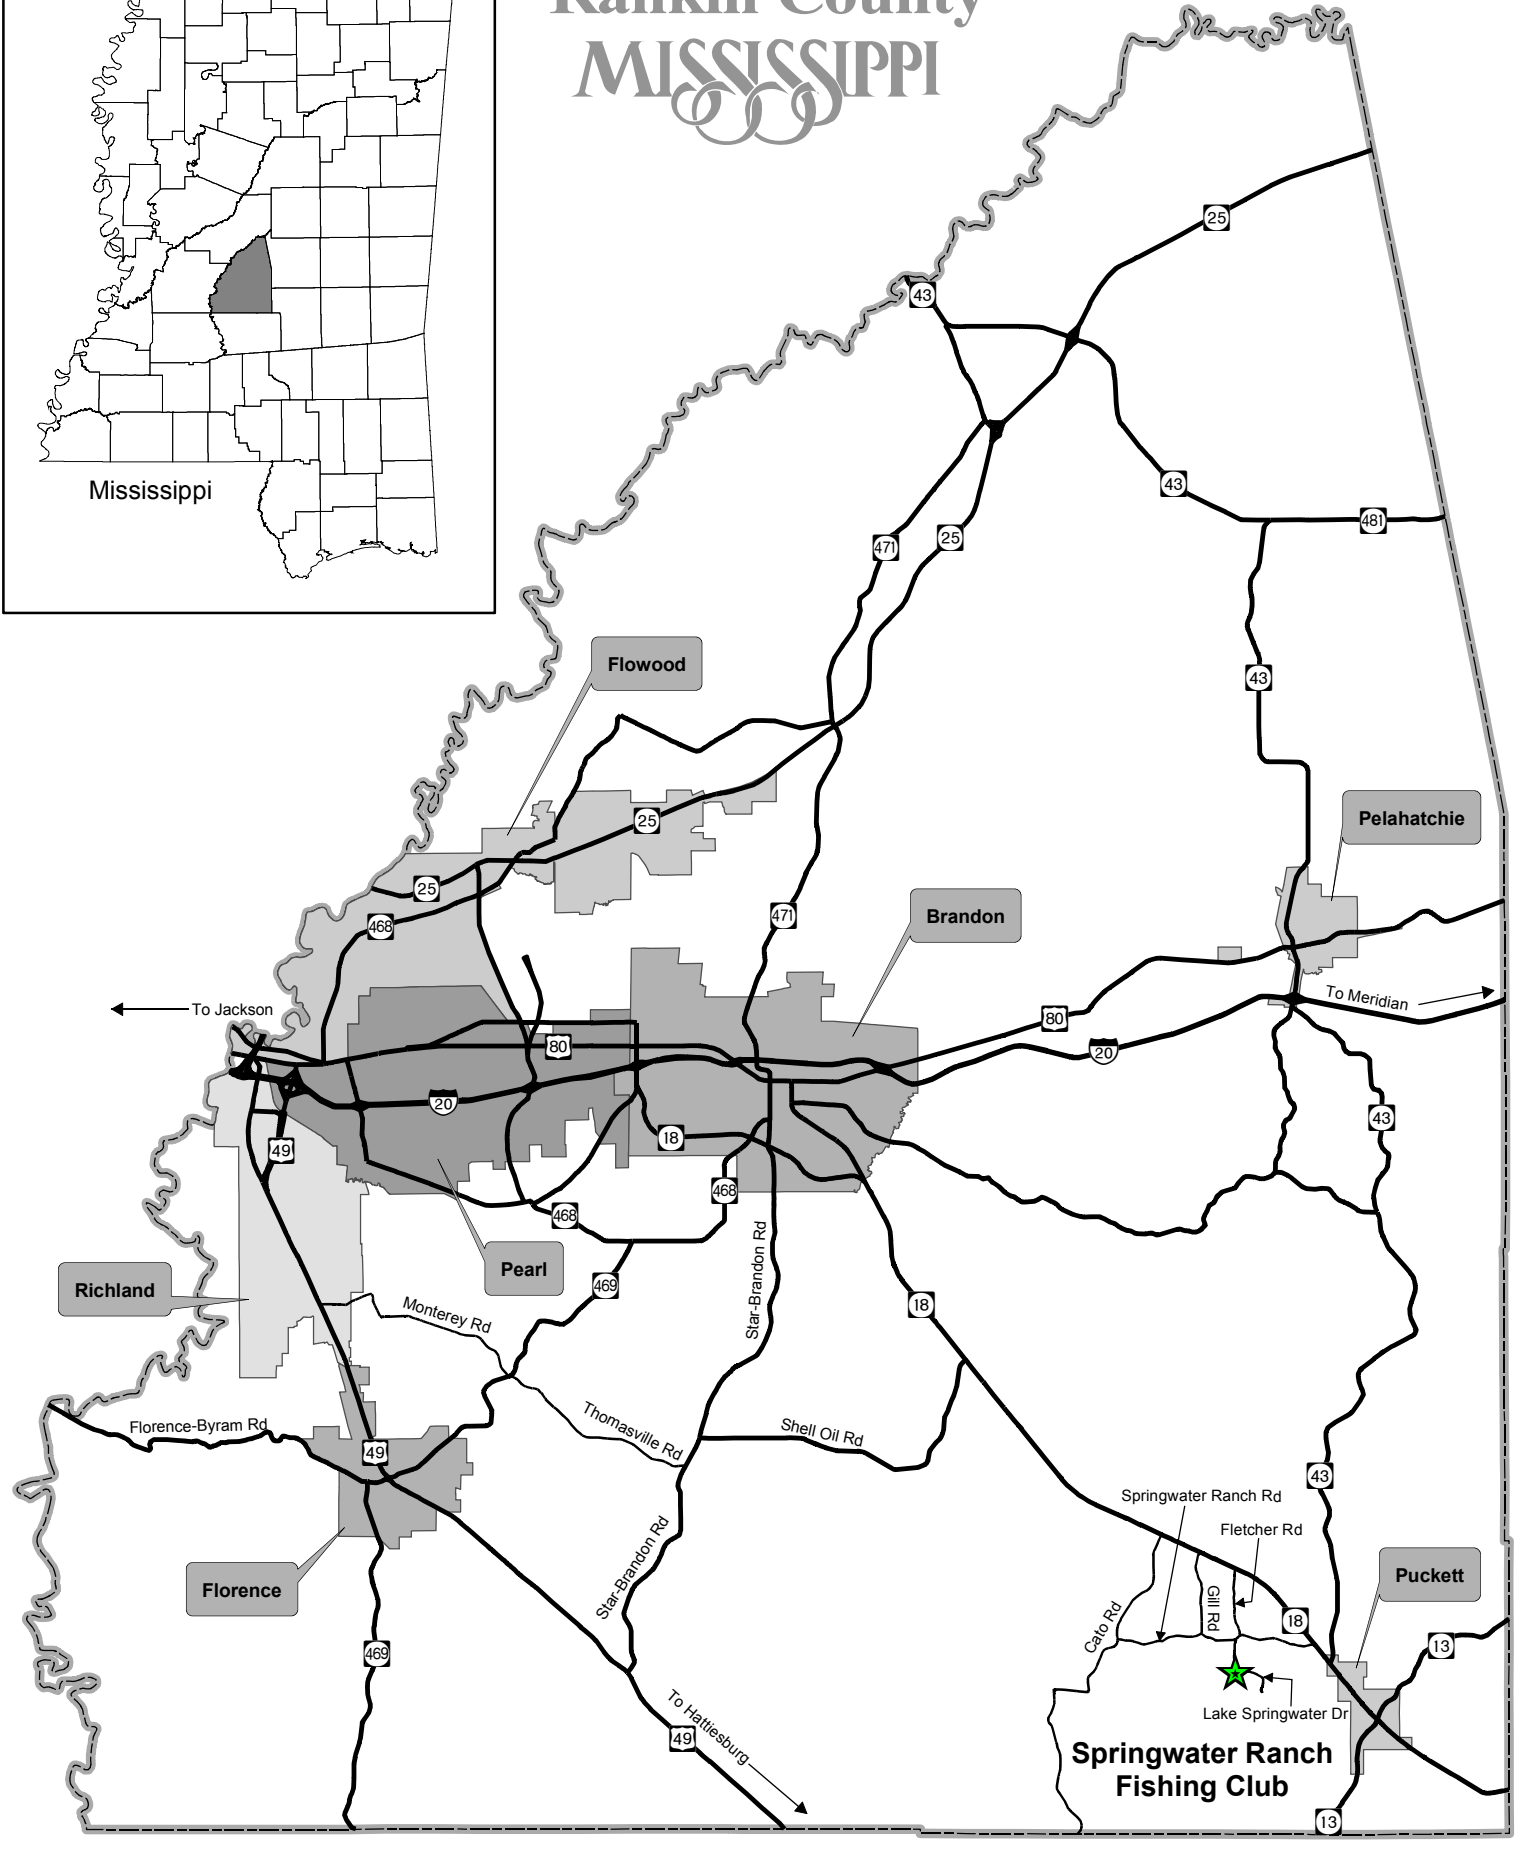 Rankin County
MISSISSIPPI
Mississippi
25
43
43
481
471
25
43
Flowood
Pelahatchie
25
25
468
471
Brandon
To Jackson
To Meridian
80
80
20
20
49
18
43
468
468
Pearl
Richland
469
Star-Brandon Rd
18
Monterey Rd
Florence-Byram Rd
Thomasville Rd
Shell Oil Rd
49
43
Springwater Ranch Rd
Fletcher Rd
Florence
Star-Brandon Rd
Puckett
Gill Rd
Cato Rd
18
13
469
Lake Springwater Dr
To Hattiesburg
49
Springwater Ranch
Fishing Club
13